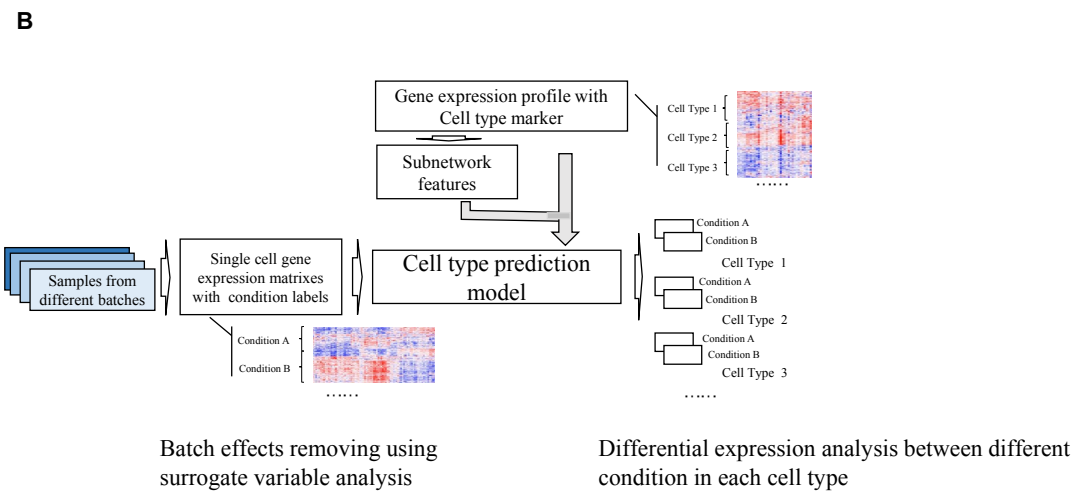 B
Gene expression profile with
Cell type marker
Cell Type 1
Cell Type 2
Cell Type 3
……
Subnetwork
features
Samples from
different batches
Single cell gene
expression matrixes
with condition labels
Cell type prediction
model
Condition A
Condition B
……
Condition A
Condition B
Cell Type 1
Condition A
Condition B
Cell Type 2
Condition A
Condition B
Cell Type 3
……
Batch effects removing using
surrogate variable analysis
Differential expression analysis between different
condition in each cell type